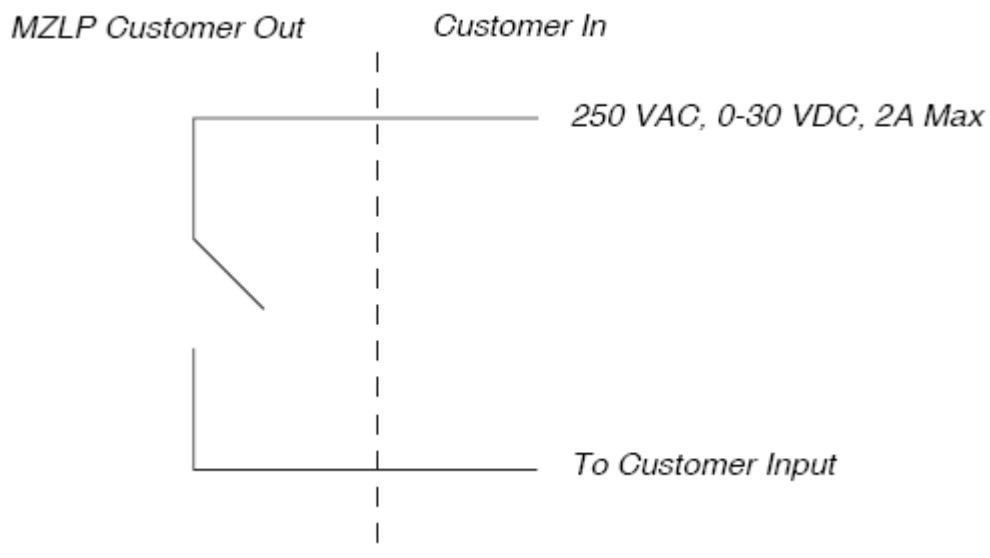 MZLP Customer Out
Customer In
250 VAC, 0-30 VDC, 2A Max
To Customer Input